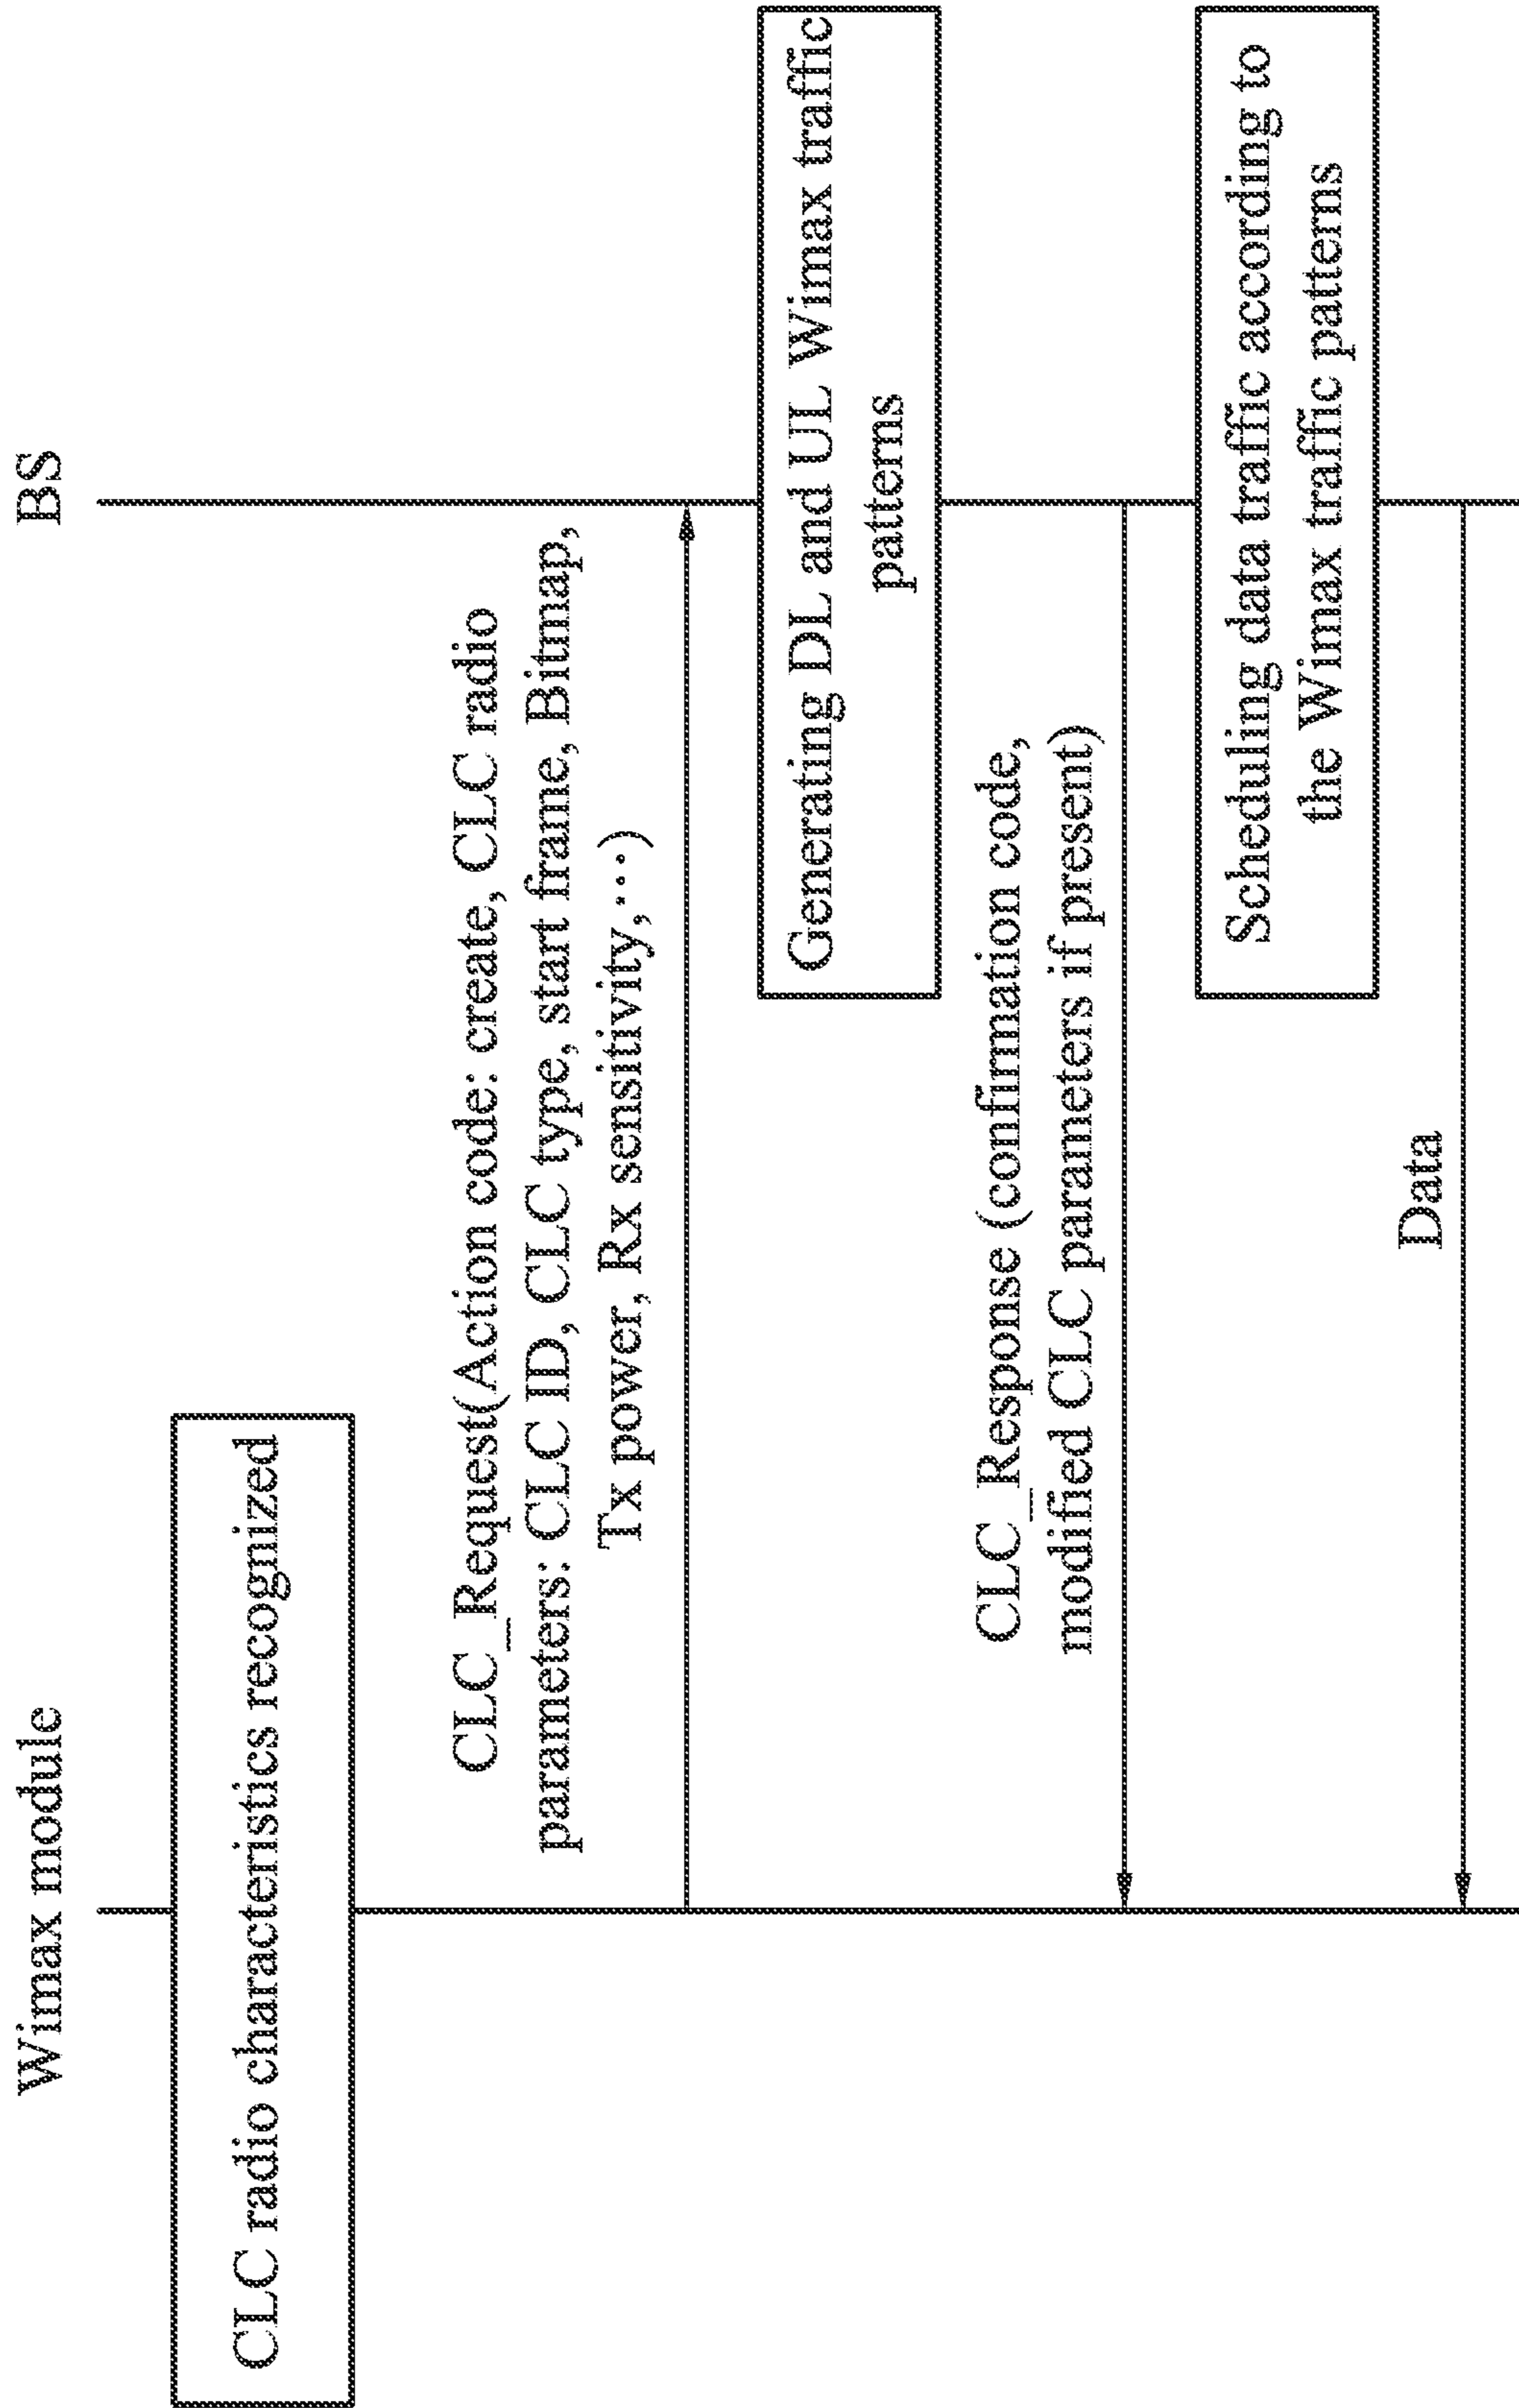 Wimax module
BS
CLC radio characteristics recognized
CLC_Request(Action code: create, CLC radio
parameters: CLC ID, CLC type, start frame, Bitmap,
Tx power, Rx sensitivity,···)
Generating DL and UL Wimax traffic
patterns
CLC_Response (confirmation code,
modified CLC parameters if present)
Scheduling data traffic according to
the Wimax traffic patterns
Data